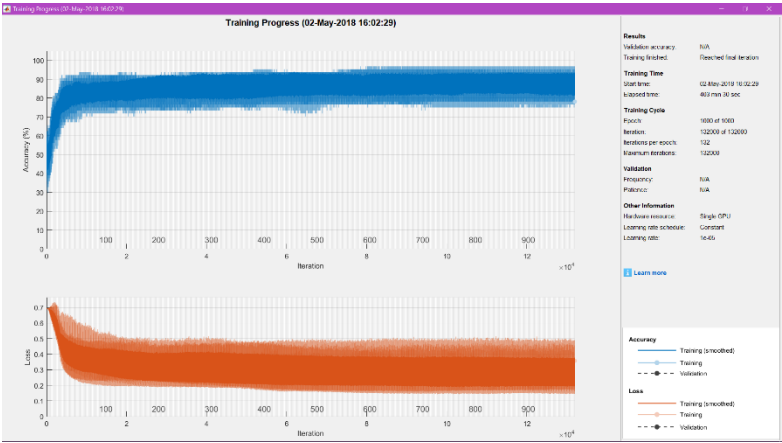 Training Progress (02-May-2018 16:02:29)
Training Progress (02-May-2018 16:02:29)
Accuracy (%)
100
90
80
70
60
50
40
30
20
10
0
100 200 300 400 500 600 700 800 900
0 2 4 6 8 10 12
Iteration
×10⁴
Loss
0.7
0.6
0.5
0.4
0.3
0.2
0.1
0
100 200 300 400 500 600 700 800 900
0 2 4 6 8 10 12
Iteration
×10⁴
Results
Validation accuracy: N/A
Training finished: Reached final iteration
Training Time
Start time: 02-May-2018 16:02:29
Elapsed time: 403 min 30 sec
Training Cycle
Epoch: 1000 of 1000
Iteration: 132000 of 132000
Iterations per epoch: 132
Maximum iterations: 132000
Validation
Frequency: N/A
Patience: N/A
Other Information
Hardware resource: Single GPU
Learning rate schedule: Constant
Learning rate: 1e-05
i Learn more
Accuracy
Training (smoothed)
Training
Validation
Loss
Training (smoothed)
Training
Validation